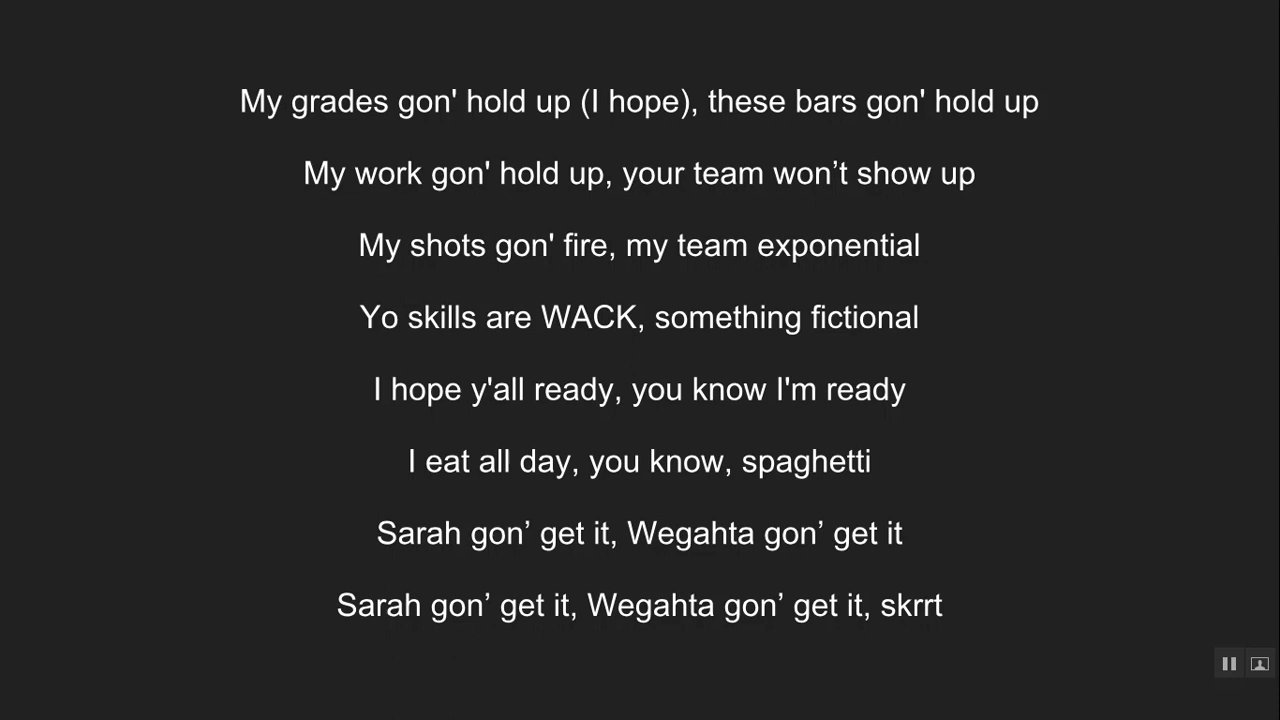 My grades gon' hold up (I hope), these bars gon' hold up
My work gon' hold up, your team won’t show up
My shots gon' fire, my team exponential
Yo skills are WACK, something fictional
I hope y'all ready, you know I'm ready
I eat all day, you know, spaghetti
Sarah gon’ get it, Wegahta gon’ get it
Sarah gon’ get it, Wegahta gon’ get it, skrrt